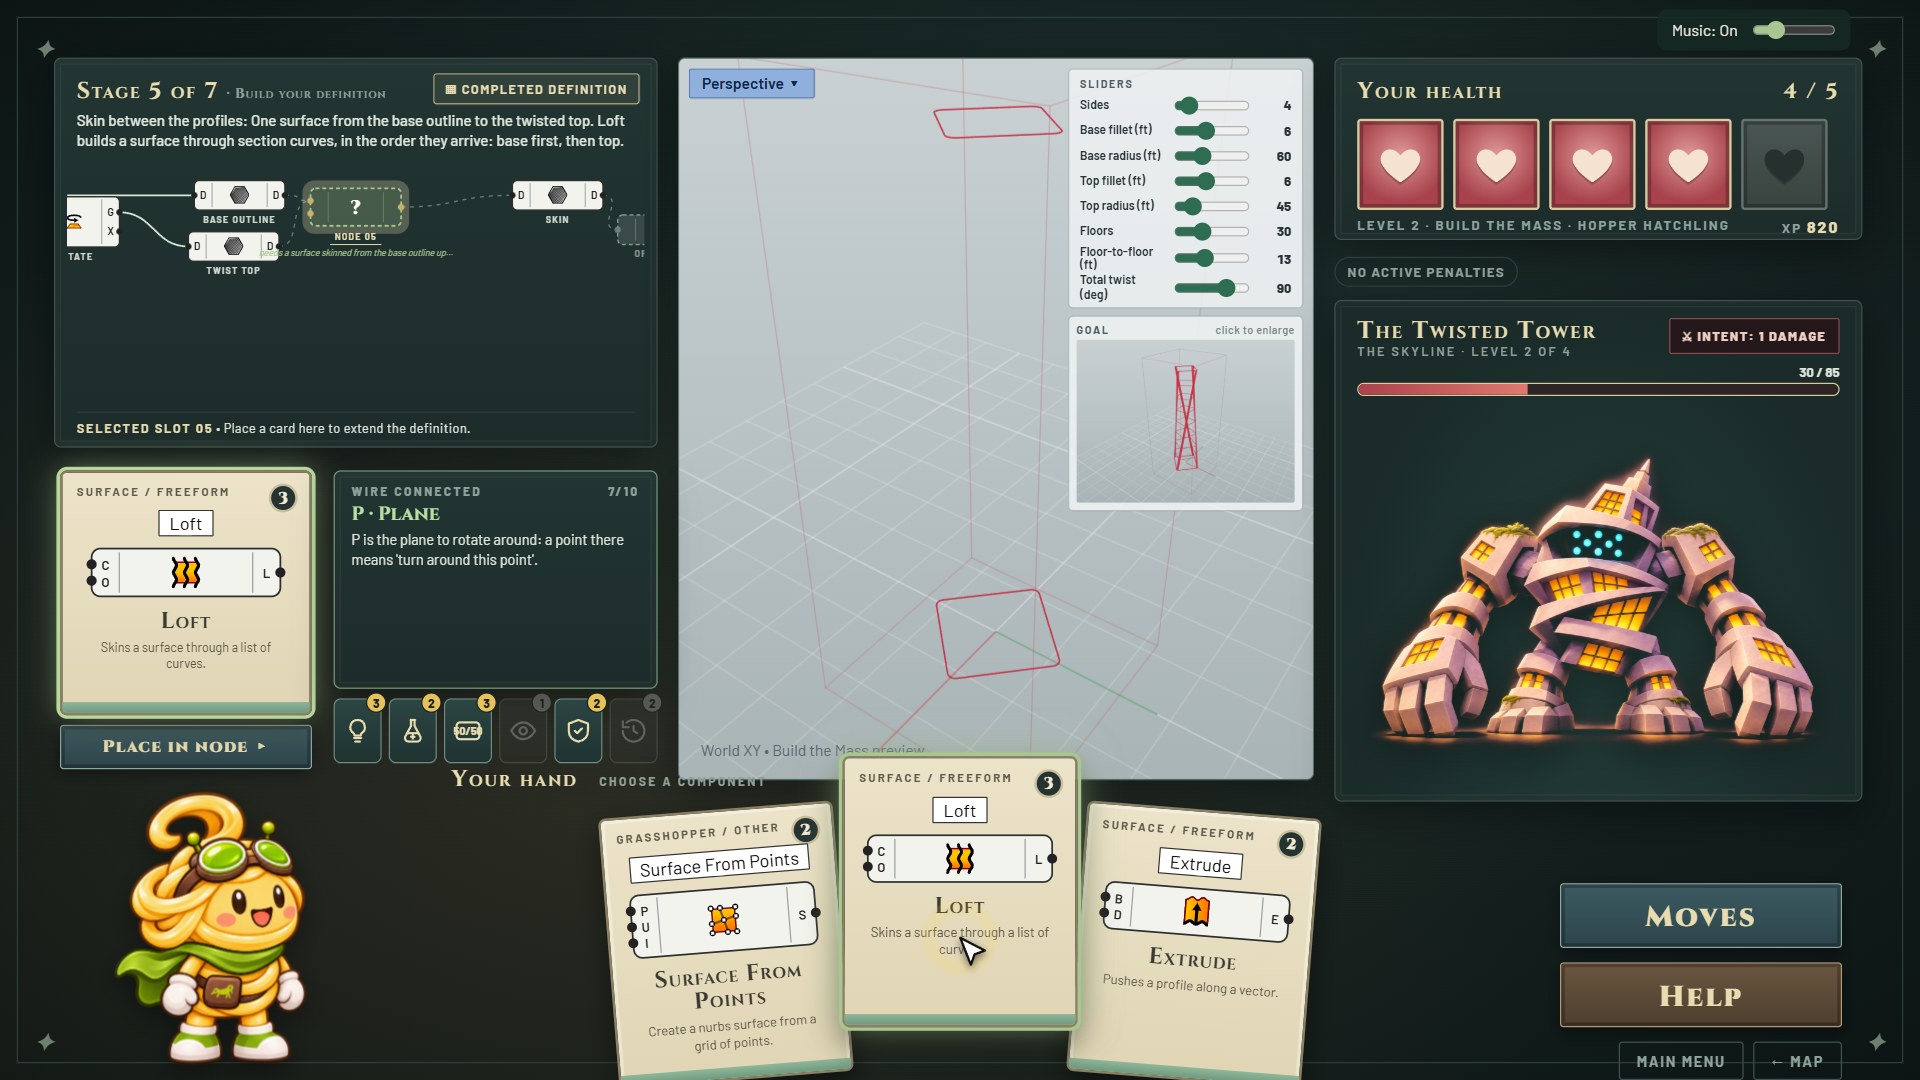 Music: On
STAGE 5 OF 7 · BUILD YOUR DEFINITION
COMPLETED DEFINITION
Skin between the profiles: One surface from the base outline to the twisted top. Loft
builds a surface through section curves, in the order they arrive: base first, then top.
D D
BASE OUTLINE
?
NODE 05
D D
SKIN
G
X
TATE
D D
TWIST TOP
a surface skinned from the base outline up...
SELECTED SLOT 05 • Place a card here to extend the definition.
SURFACE / FREEFORM 3
Loft
C
O
L
LOFT
Skins a surface through a list of
curves.
PLACE IN NODE ▸
WIRE CONNECTED 7/10
P · PLANE
P is the plane to rotate around: a point there
means 'turn around this point'.
3 2 3 1 2 2
50/50
Perspective ▾
SLIDERS
Sides 4
Base fillet (ft) 6
Base radius (ft) 60
Top fillet (ft) 6
Top radius (ft) 45
Floors 30
Floor-to-floor
(ft) 13
Total twist
(deg) 90
GOAL click to enlarge
World XY • Build the Mass preview
YOUR HEALTH 4 / 5
LEVEL 2 · BUILD THE MASS · HOPPER HATCHLING XP 820
NO ACTIVE PENALTIES
THE TWISTED TOWER
THE SKYLINE · LEVEL 2 OF 4
INTENT: 1 DAMAGE
30 / 85
YOUR HAND CHOOSE A COMPONENT
GRASSHOPPER / OTHER 2
Surface From Points
P
U
I
S
SURFACE FROM
POINTS
Create a nurbs surface from a
grid of points.
SURFACE / FREEFORM 3
Loft
C
O
L
LOFT
Skins a surface through a list of
SURFACE / FREEFORM 2
Extrude
B
D
E
EXTRUDE
Pushes a profile along a vector.
MOVES
HELP
MAIN MENU
← MAP